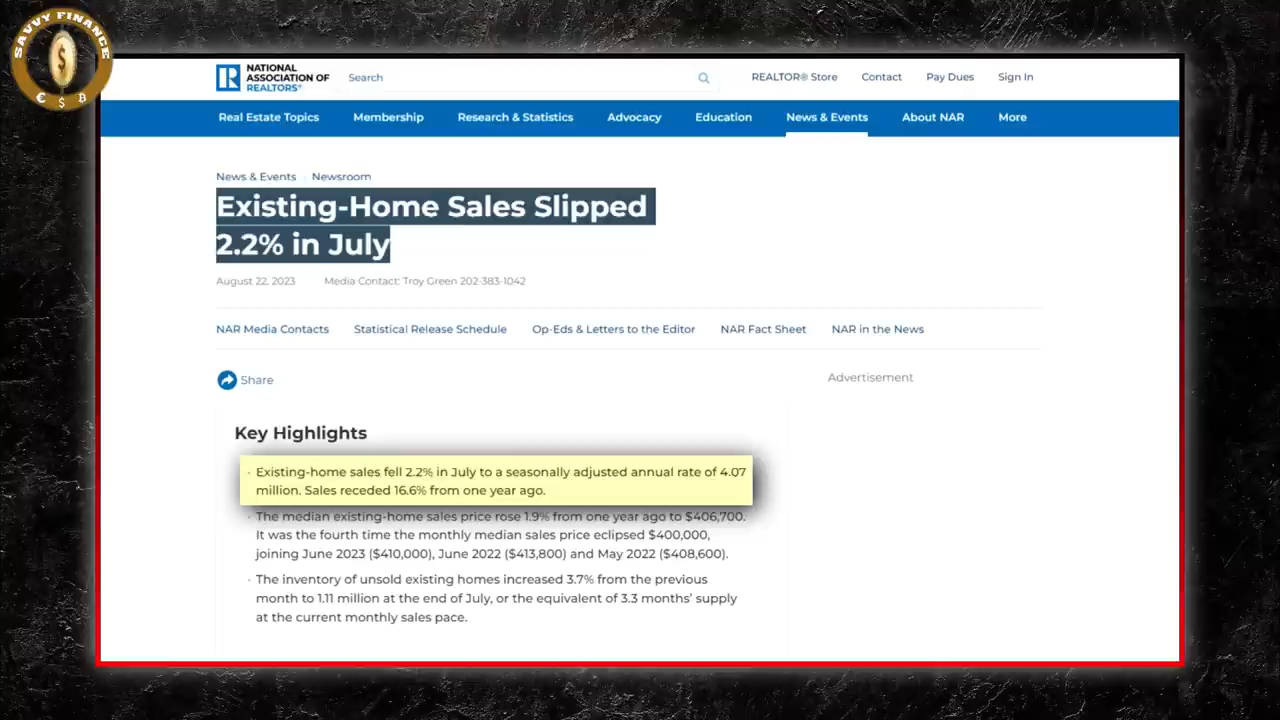 SAVVY FINANCE
$
€ $ B
NATIONAL
ASSOCIATION OF
REALTORS®
Search
REALTOR® Store
Contact
Pay Dues
Sign In
Real Estate Topics
Membership
Research & Statistics
Advocacy
Education
News & Events
About NAR
More
News & Events
Newsroom
Existing-Home Sales Slipped
2.2% in July
August 22, 2023
Media Contact: Troy Green 202-383-1042
NAR Media Contacts
Statistical Release Schedule
Op-Eds & Letters to the Editor
NAR Fact Sheet
NAR in the News
Share
Advertisement
Key Highlights
· Existing-home sales fell 2.2% in July to a seasonally adjusted annual rate of 4.07
million. Sales receded 16.6% from one year ago.
· The median existing-home sales price rose 1.9% from one year ago to $406,700.
It was the fourth time the monthly median sales price eclipsed $400,000,
joining June 2023 ($410,000), June 2022 ($413,800) and May 2022 ($408,600).
· The inventory of unsold existing homes increased 3.7% from the previous
month to 1.11 million at the end of July, or the equivalent of 3.3 months' supply
at the current monthly sales pace.